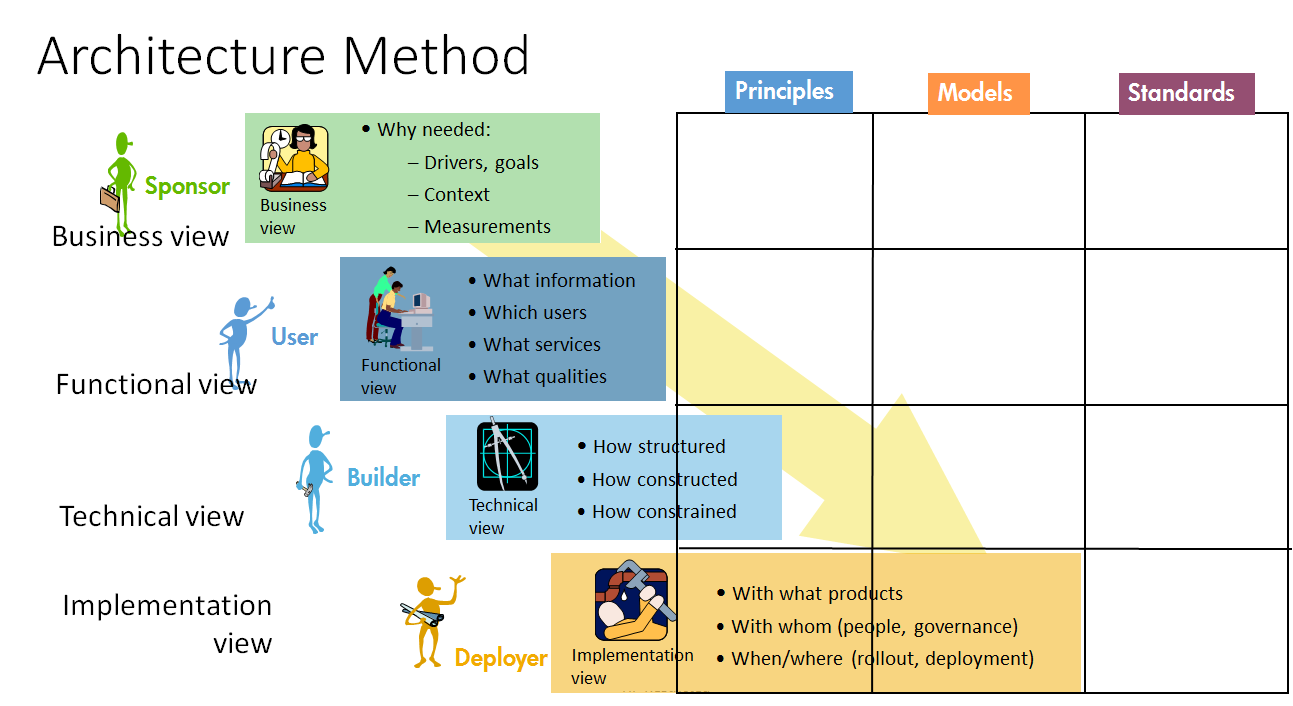 Architecture Method
Principles
Models
Standards
Sponsor
Business view
Business
view
• Why needed:
– Drivers, goals
– Context
– Measurements
User
Functional view
Functional
view
• What information
• Which users
• What services
• What qualities
Builder
Technical view
Technical
view
• How structured
• How constructed
• How constrained
Implementation
view
Deployer
Implementation
view
• With what products
• With whom (people, governance)
• When/where (rollout, deployment)